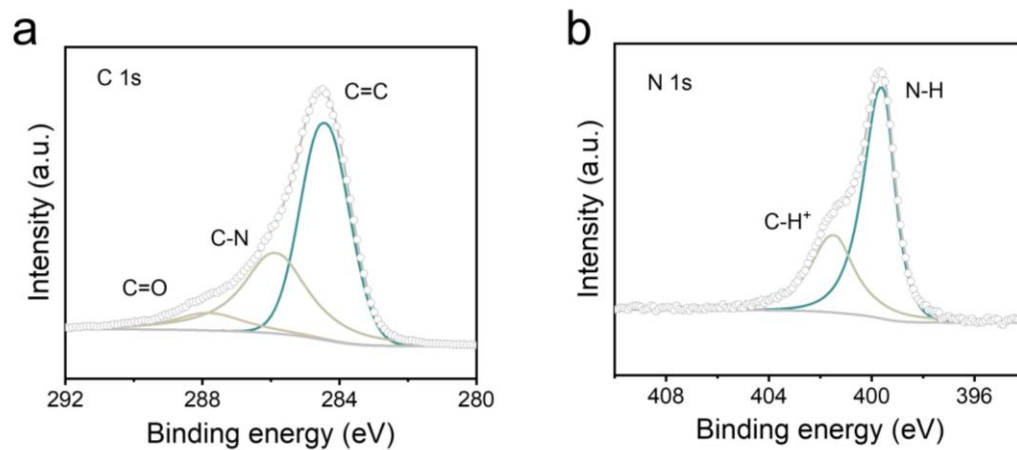 a
C 1s
C=C
C-N
C=O
Intensity (a.u.)
292 288 284 280
Binding energy (eV)
b
N 1s
N-H
C-H⁺
Intensity (a.u.)
408 404 400 396
Binding energy (eV)